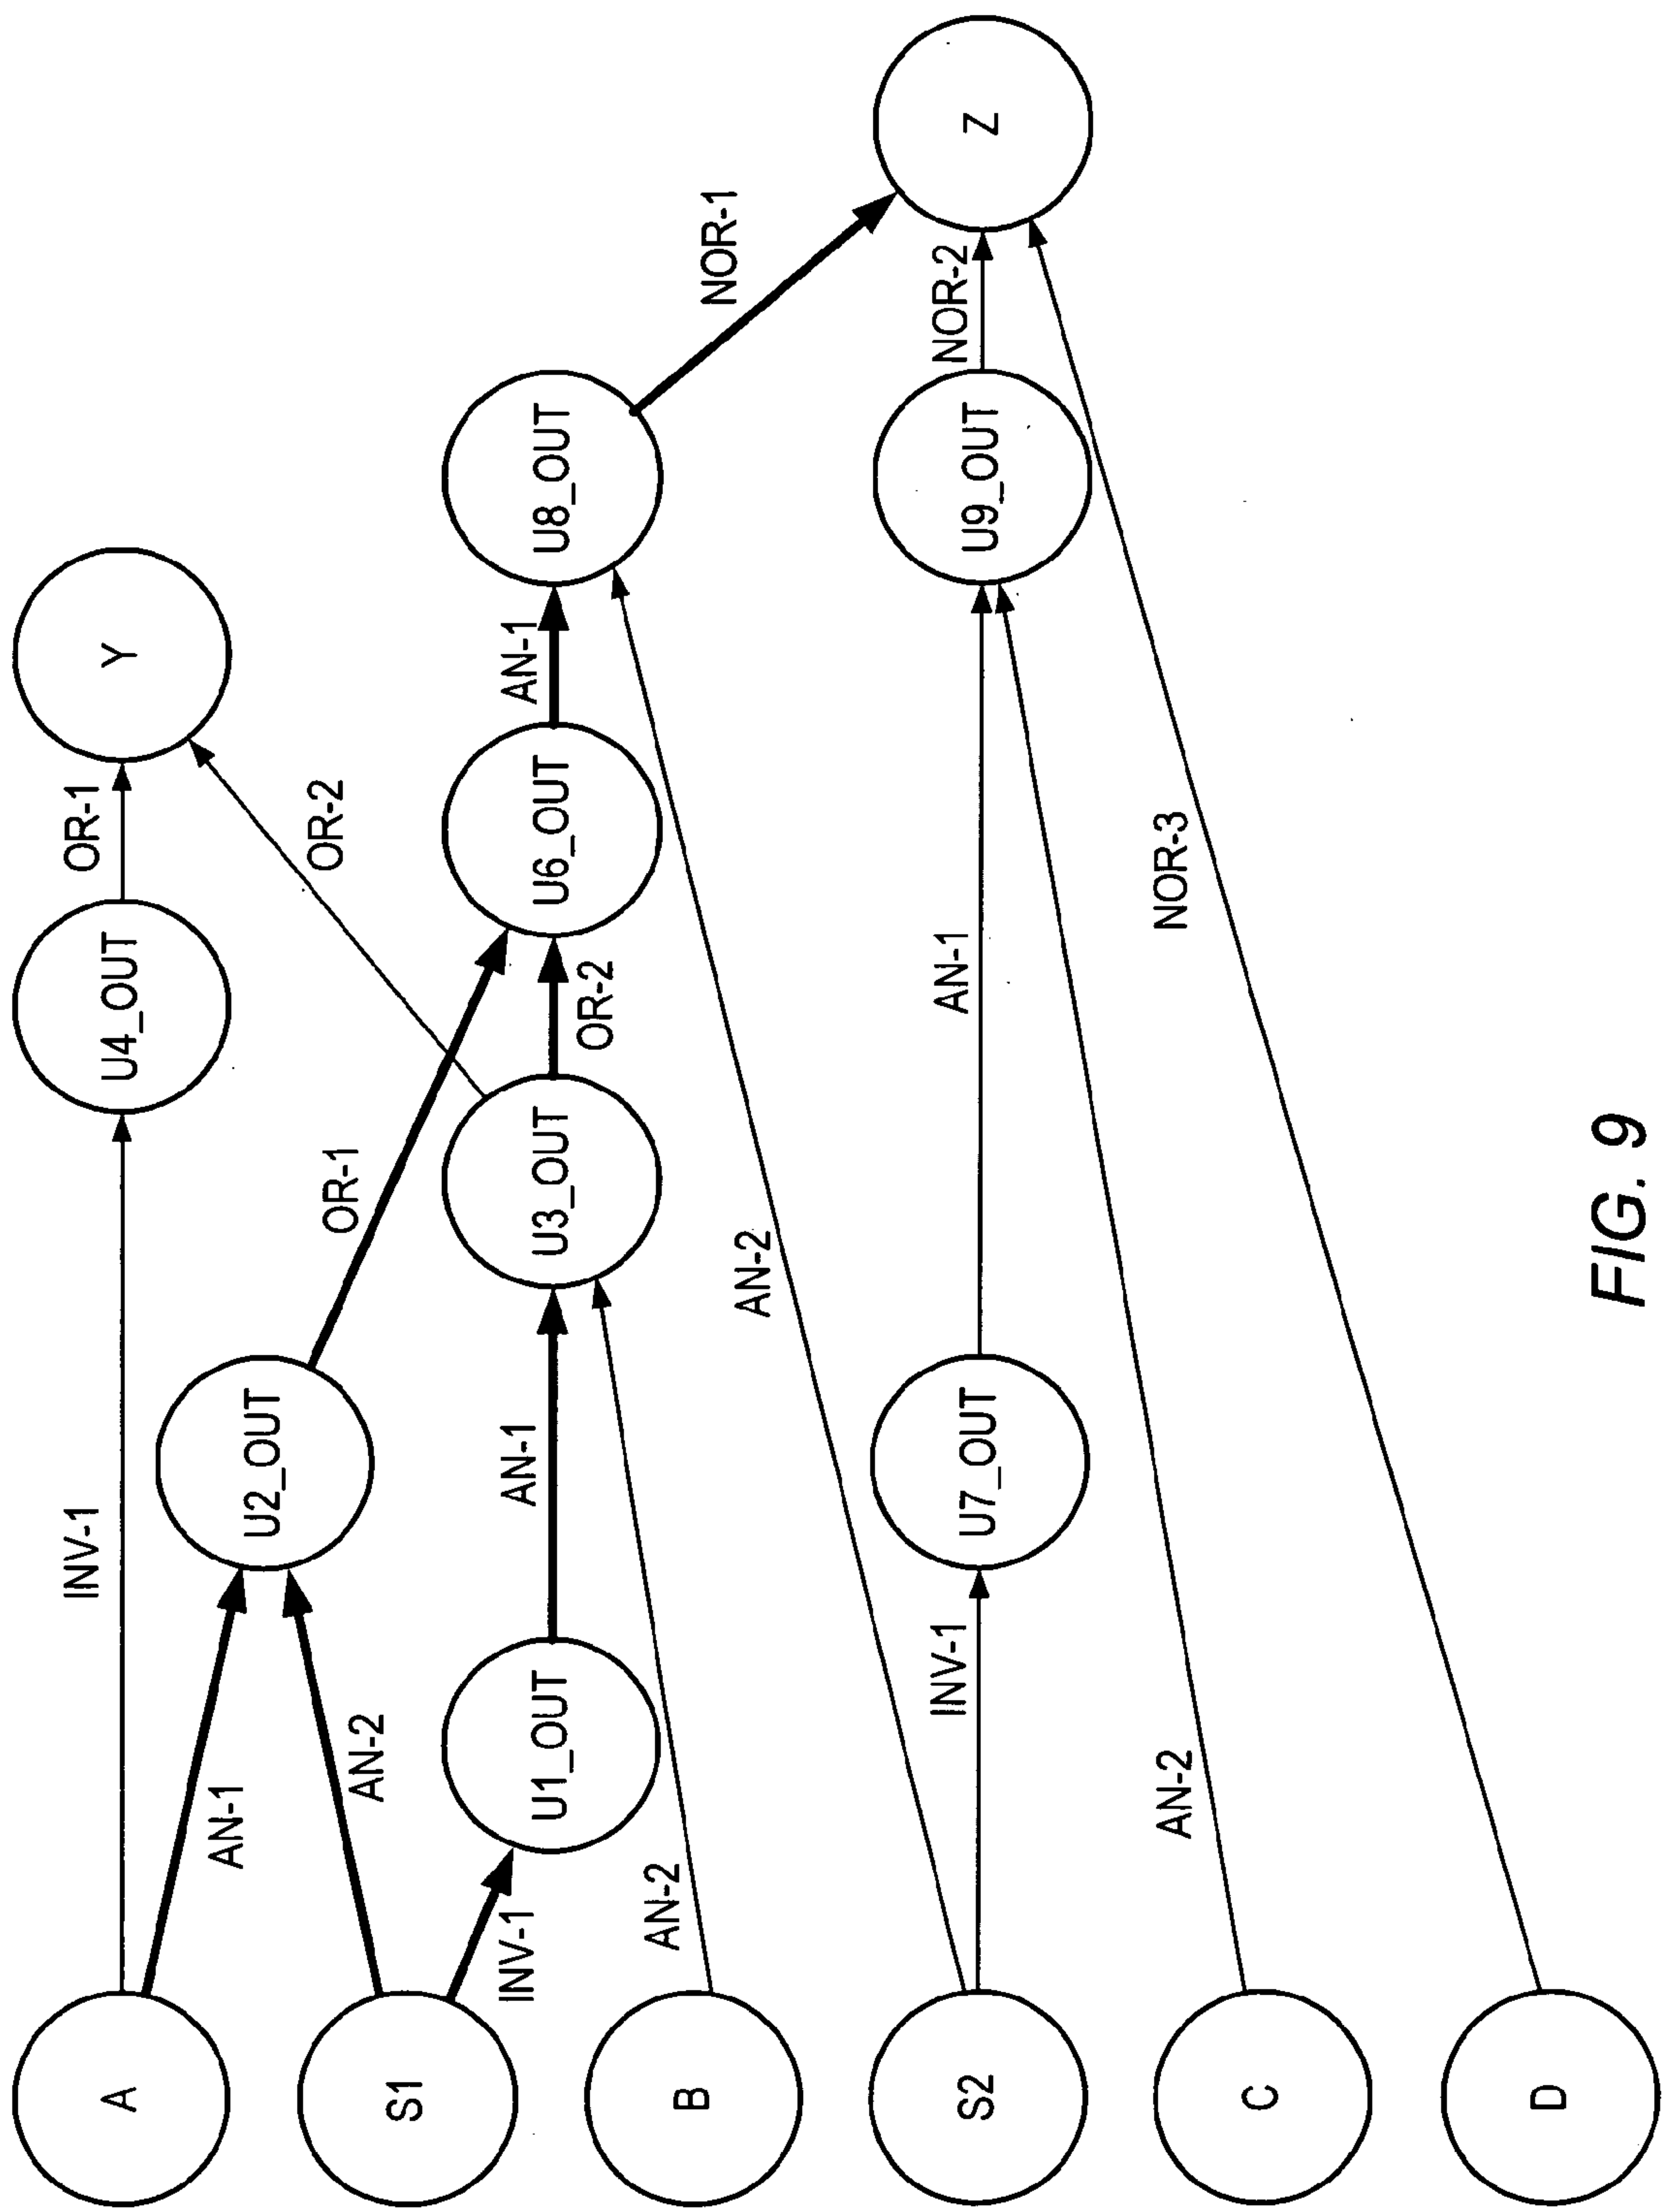 A
S1
B
S2
C
D
INV-1
AN-1
AN-2
INV-1
AN-2
AN-2
INV-1
AN-2
NOR-3
U2_OUT
U1_OUT
U7_OUT
OR-1
AN-1
AN-1
U4_OUT
U3_OUT
OR-1
OR-2
OR-2
Y
U6_OUT
AN-1
U8_OUT
U9_OUT
NOR-1
NOR-2
Z
FIG. 9